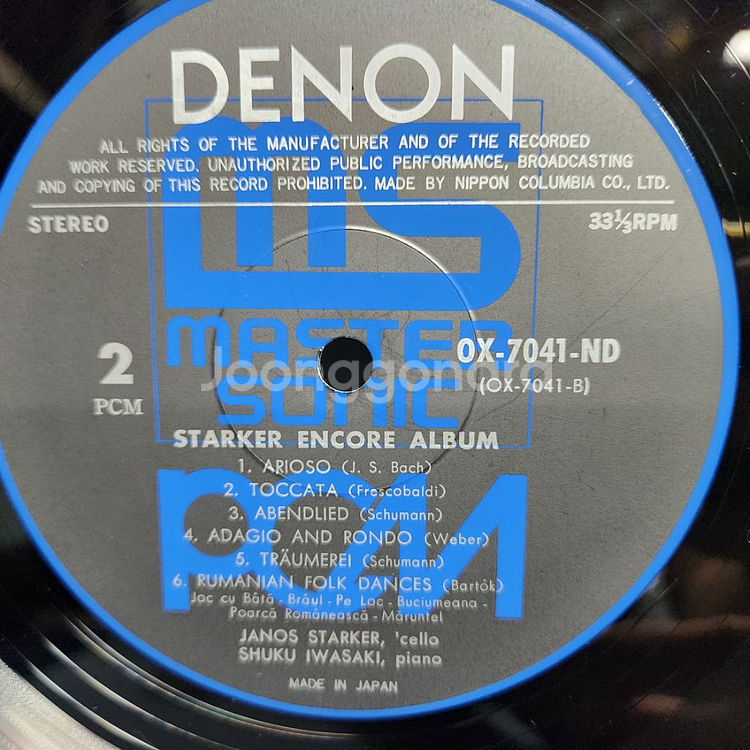 DENON
ALL RIGHTS OF THE MANUFACTURER AND OF THE RECORDED
WORK RESERVED. UNAUTHORIZED PUBLIC PERFORMANCE, BROADCASTING
AND COPYING OF THIS RECORD PROHIBITED. MADE BY NIPPON COLUMBIA CO., LTD.
STEREO 33⅓RPM
MS
MASTER
SONIC
OX-7041-ND
(OX-7041-B)
2
PCM
Joonggonara
STARKER ENCORE ALBUM
1. ARIOSO (J. S. Bach)
2. TOCCATA (Frescobaldi)
3. ABENDLIED (Schumann)
4. ADAGIO AND RONDO (Weber)
5. TRÄUMEREI (Schumann)
6. RUMANIAN FOLK DANCES (Bartók)
Joc cu Bâtă - Brâul - Pe Loc - Buciumeana -
Poarcă Românească - Măruntel
PCM
JANOS STARKER, 'cello
SHUKU IWASAKI, piano
MADE IN JAPAN